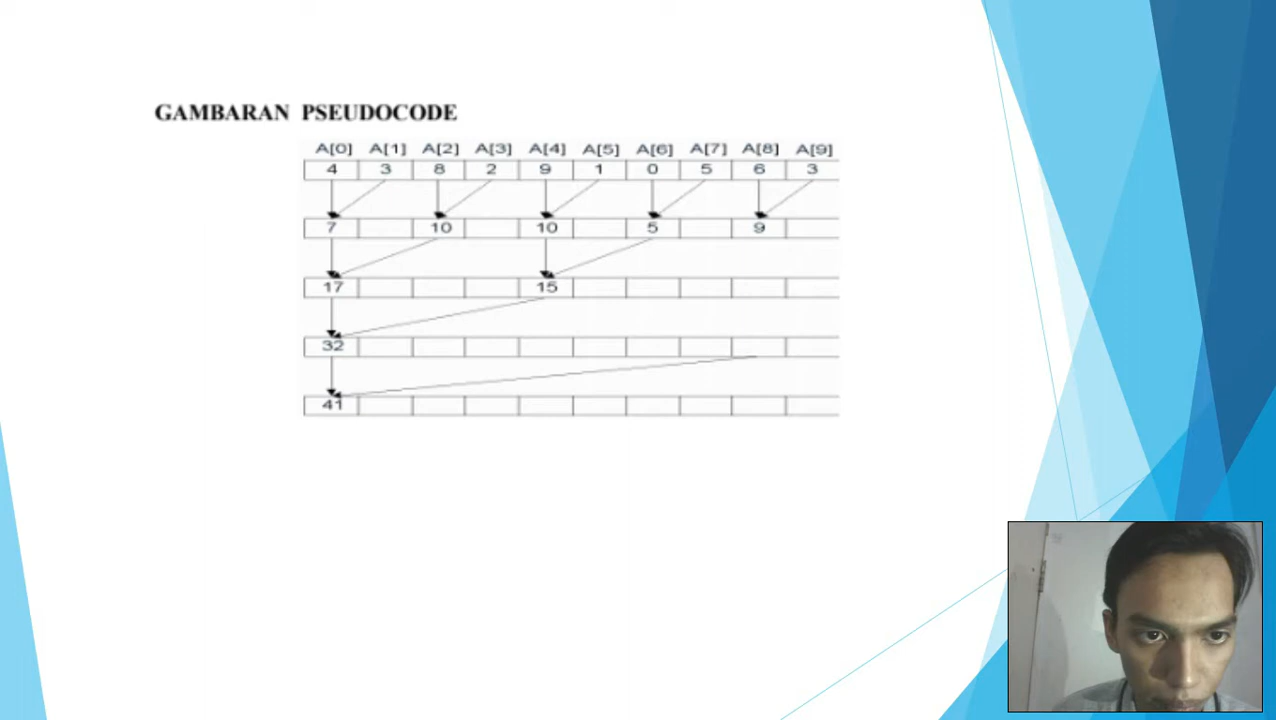 GAMBARAN PSEUDOCODE
A[0] A[1] A[2] A[3] A[4] A[5] A[6] A[7] A[8] A[9]
4 3 8 2 9 1 0 5 6 3
7 10 10 5 9
17 15
32
41